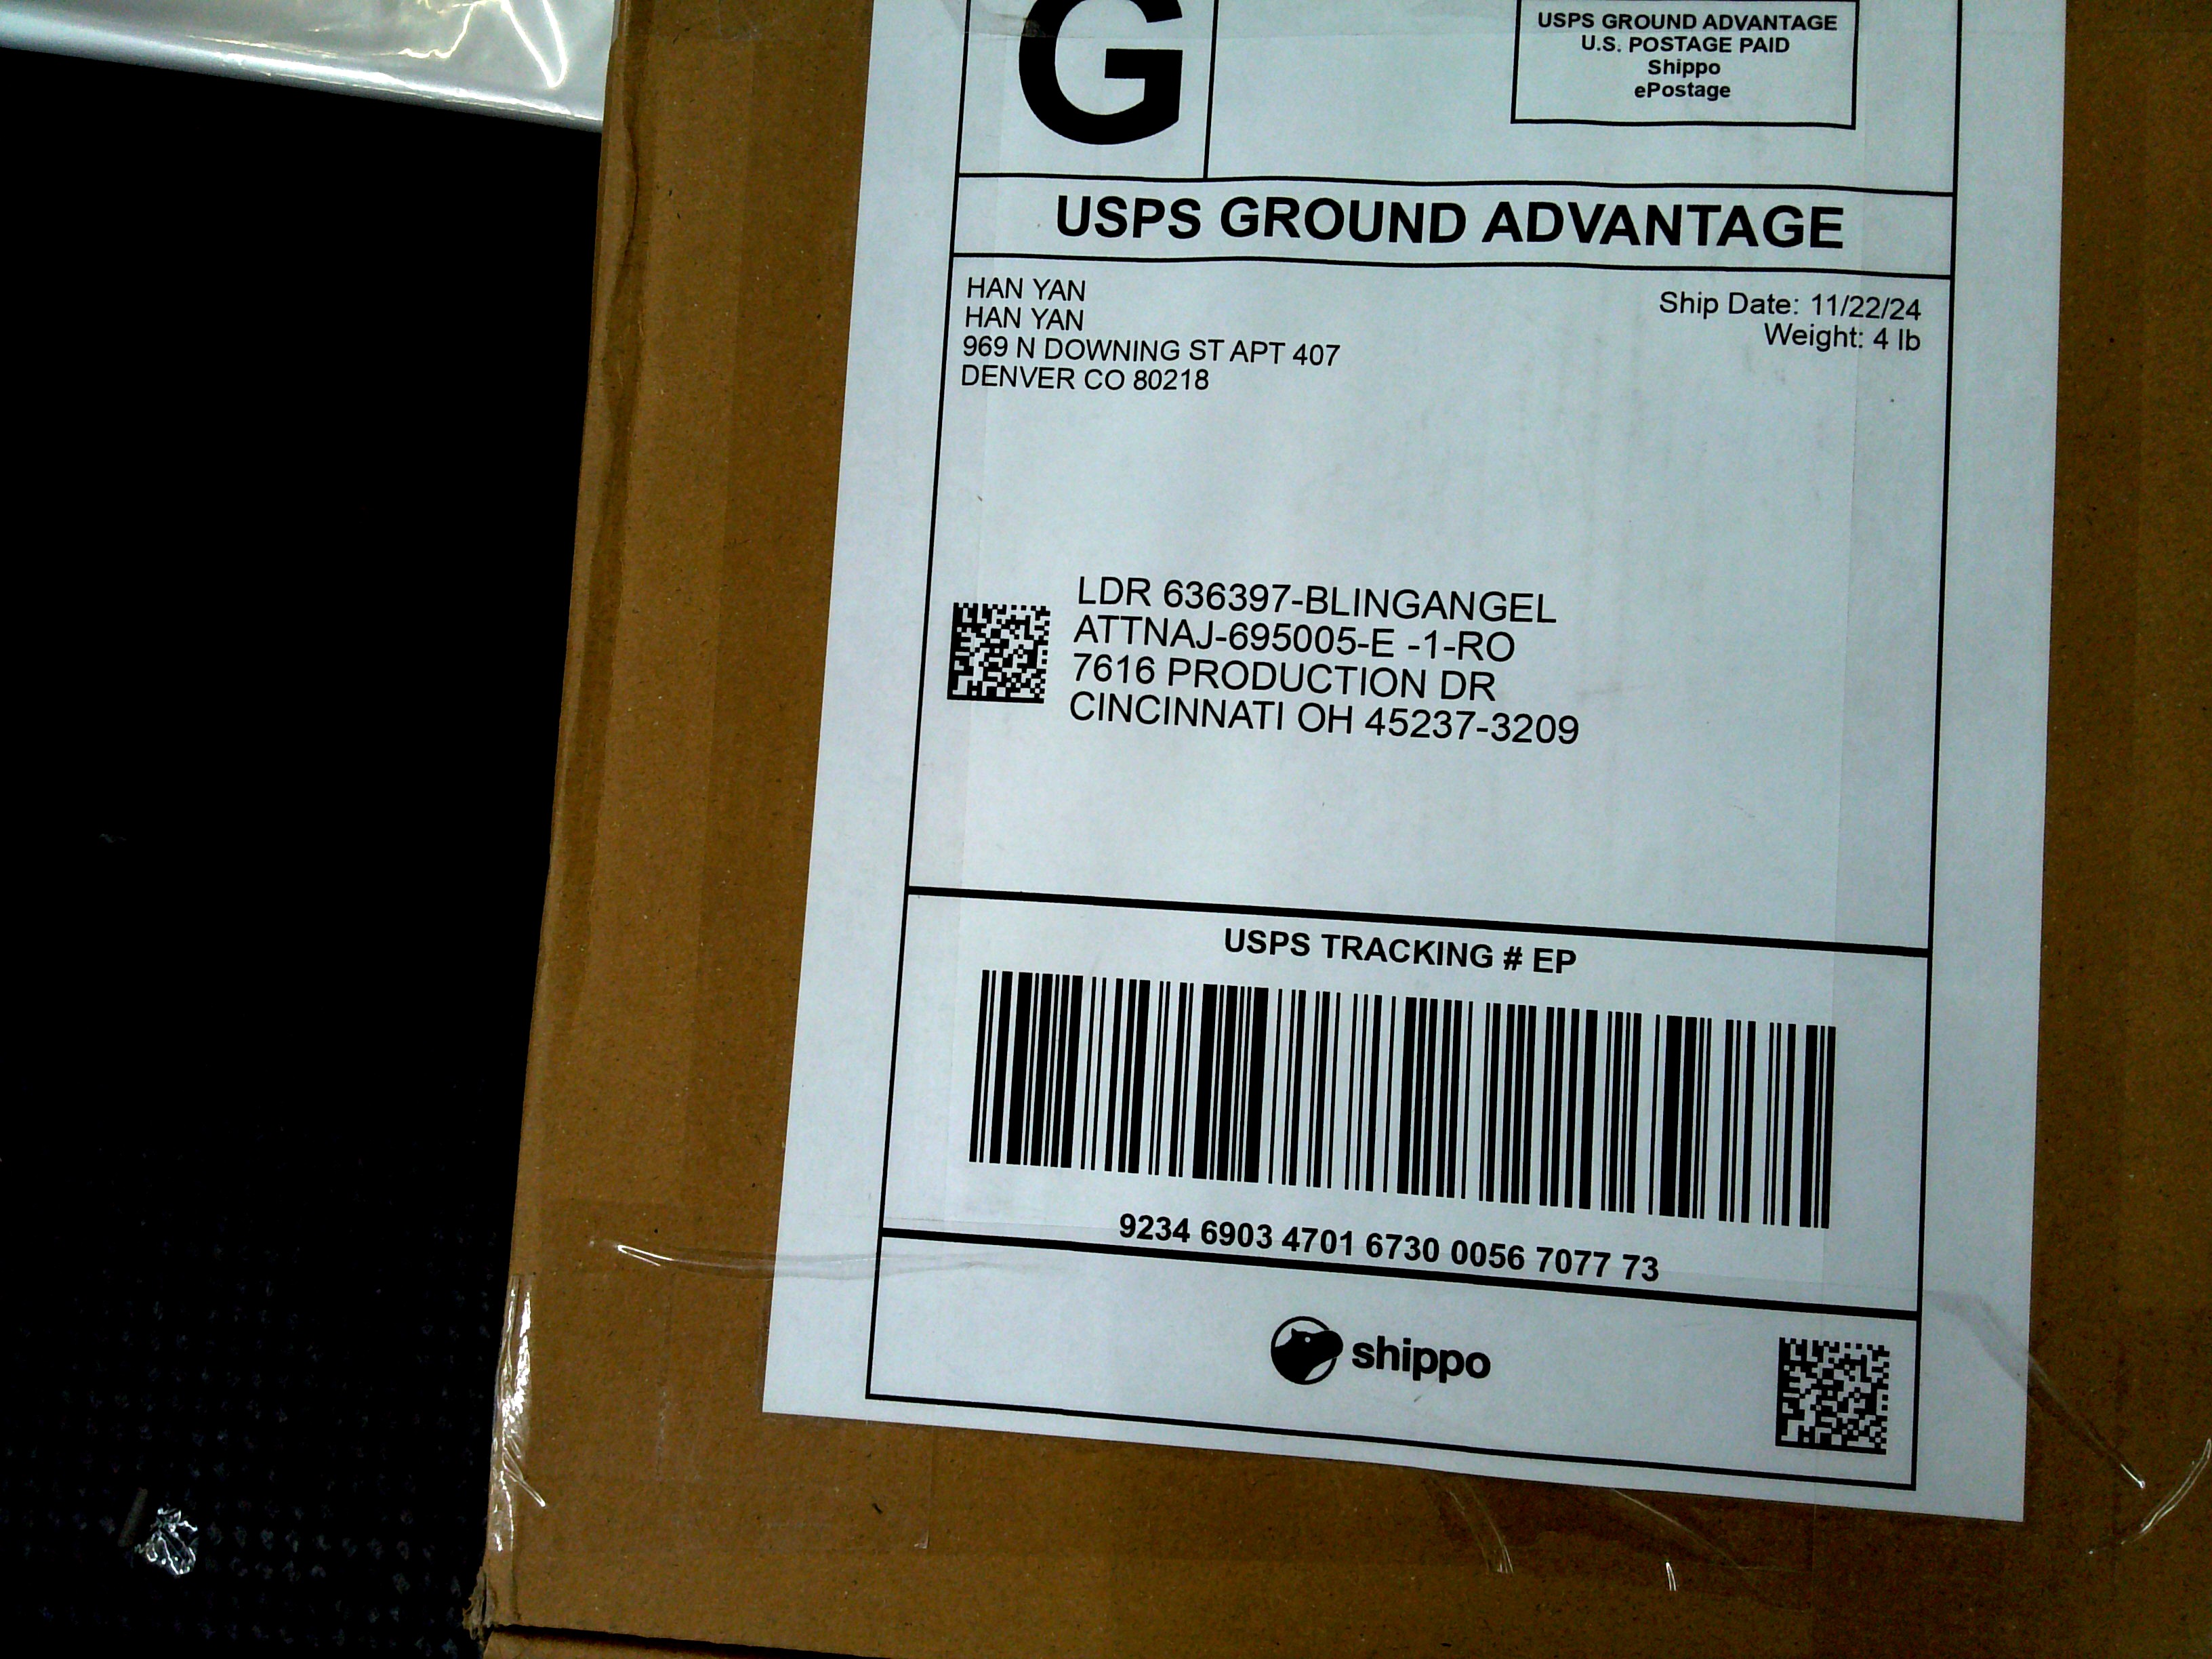 G
USPS GROUND ADVANTAGE
U.S. POSTAGE PAID
Shippo
ePostage
USPS GROUND ADVANTAGE
HAN YAN
HAN YAN
969 N DOWNING ST APT 407
DENVER CO 80218
Ship Date: 11/22/24
Weight: 4 lb
LDR 636397-BLINGANGEL
ATTNAJ-695005-E -1-RO
7616 PRODUCTION DR
CINCINNATI OH 45237-3209
USPS TRACKING # EP
9234 6903 4701 6730 0056 7077 73
shippo